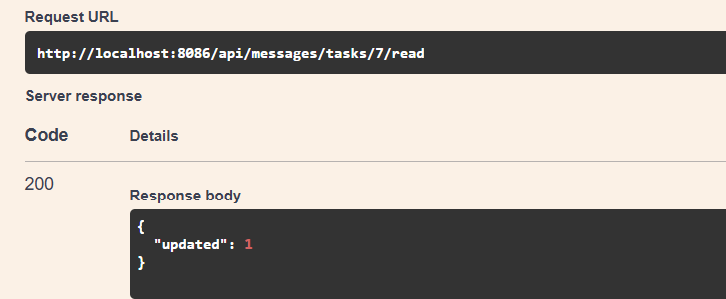 Request URL
http://localhost:8086/api/messages/tasks/7/read
Server response
Code Details
200
Response body
{
  "updated": 1
}